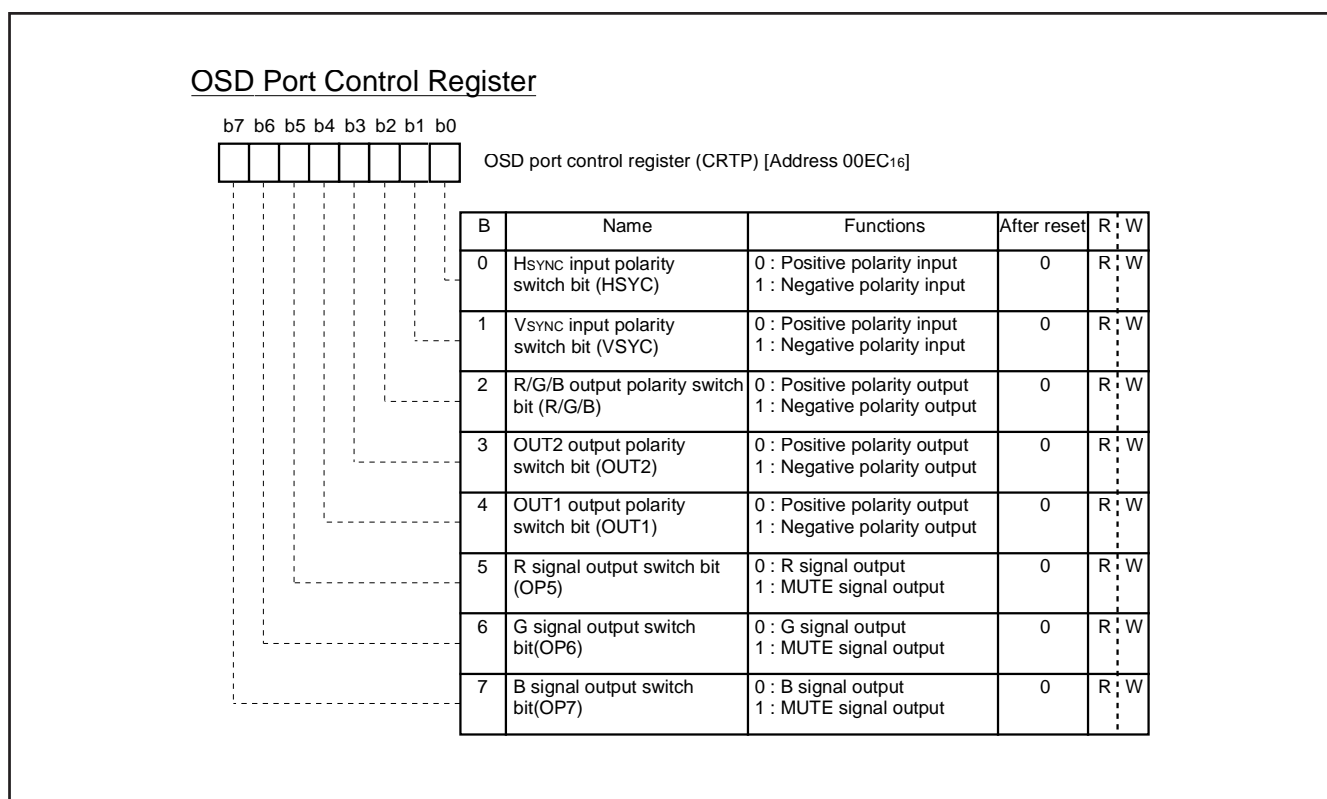 OSD Port Control Register
b7 b6 b5 b4 b3 b2 b1 b0
OSD port control register (CRTP) [Address 00EC16]
B Name Functions After reset R W
0 HSYNC input polarity switch bit (HSYC) 0 : Positive polarity input 1 : Negative polarity input 0 R W
1 VSYNC input polarity switch bit (VSYC) 0 : Positive polarity input 1 : Negative polarity input 0 R W
2 R/G/B output polarity switch bit (R/G/B) 0 : Positive polarity output 1 : Negative polarity output 0 R W
3 OUT2 output polarity switch bit (OUT2) 0 : Positive polarity output 1 : Negative polarity output 0 R W
4 OUT1 output polarity switch bit (OUT1) 0 : Positive polarity output 1 : Negative polarity output 0 R W
5 R signal output switch bit (OP5) 0 : R signal output 1 : MUTE signal output 0 R W
6 G signal output switch bit(OP6) 0 : G signal output 1 : MUTE signal output 0 R W
7 B signal output switch bit(OP7) 0 : B signal output 1 : MUTE signal output 0 R W